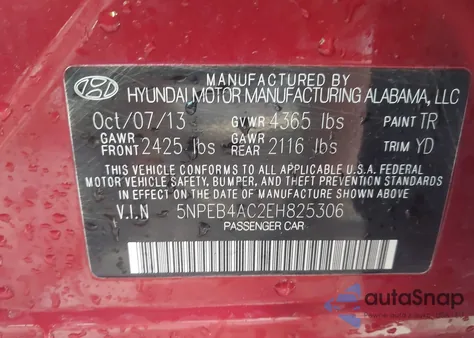 MANUFACTURED BY
HYUNDAI MOTOR MANUFACTURING ALABAMA, LLC
Oct/07/13 GVWR 4365 lbs PAINT TR
GAWR FRONT 2425 lbs GAWR REAR 2116 lbs TRIM YD
THIS VEHICLE CONFORMS TO ALL APPLICABLE U.S.A. FEDERAL
MOTOR VEHICLE SAFETY, BUMPER, AND THEFT PREVENTION STANDARDS
IN EFFECT ON THE DATE OF MANUFACTURE SHOWN ABOVE.
V.I.N 5NPEB4AC2EH825306
PASSENGER CAR
autoSnap